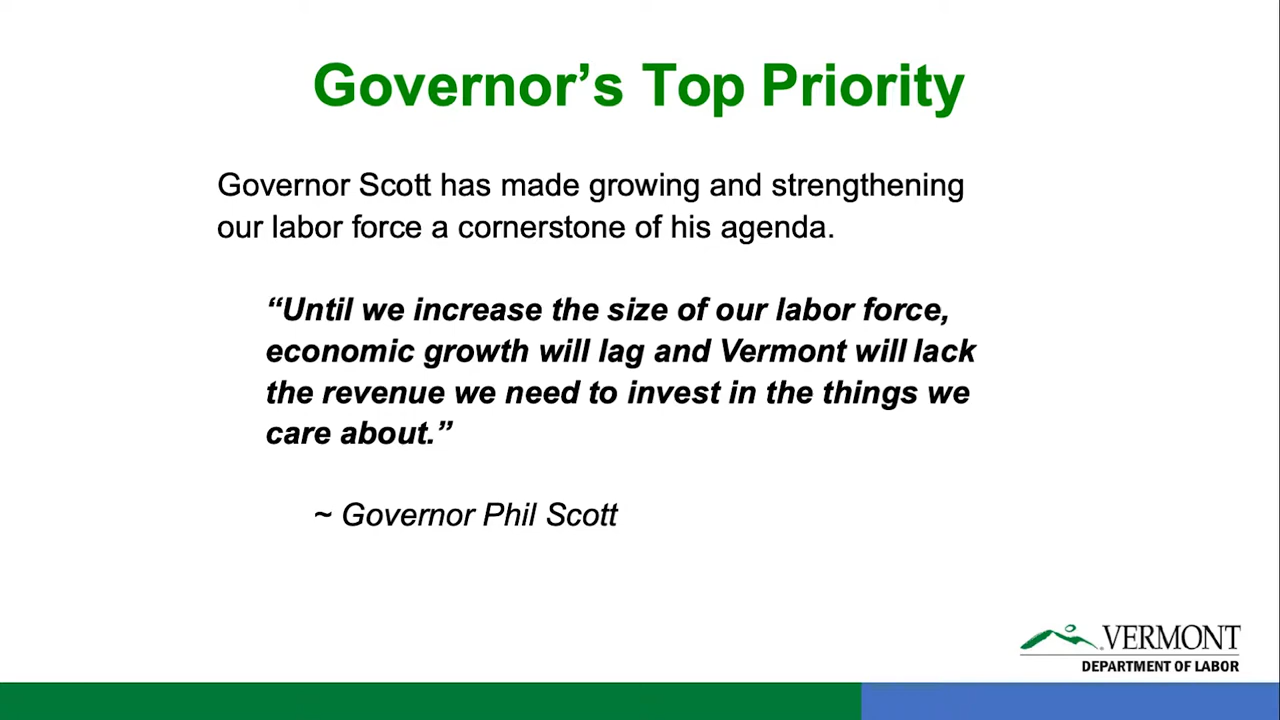 Governor’s Top Priority
Governor Scott has made growing and strengthening
our labor force a cornerstone of his agenda.
“Until we increase the size of our labor force,
economic growth will lag and Vermont will lack
the revenue we need to invest in the things we
care about.”
~ Governor Phil Scott
VERMONT
DEPARTMENT OF LABOR